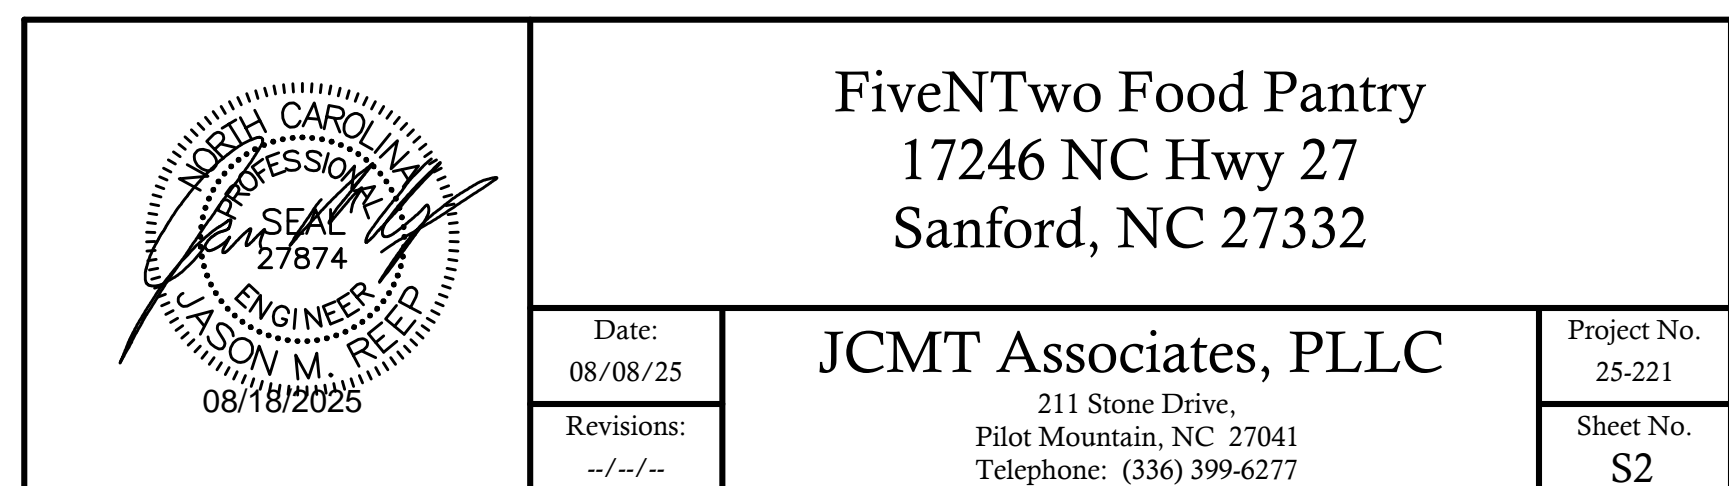 NORTH CAROLINA
PROFESSIONAL
SEAL
27874
ENGINEER
JASON M. REEP
08/18/2025
FiveNTwo Food Pantry
17246 NC Hwy 27
Sanford, NC 27332
Date:
08/08/25
Revisions:
--/--/--
JCMT Associates, PLLC
211 Stone Drive,
Pilot Mountain, NC 27041
Telephone: (336) 399-6277
Project No.
25-221
Sheet No.
S2